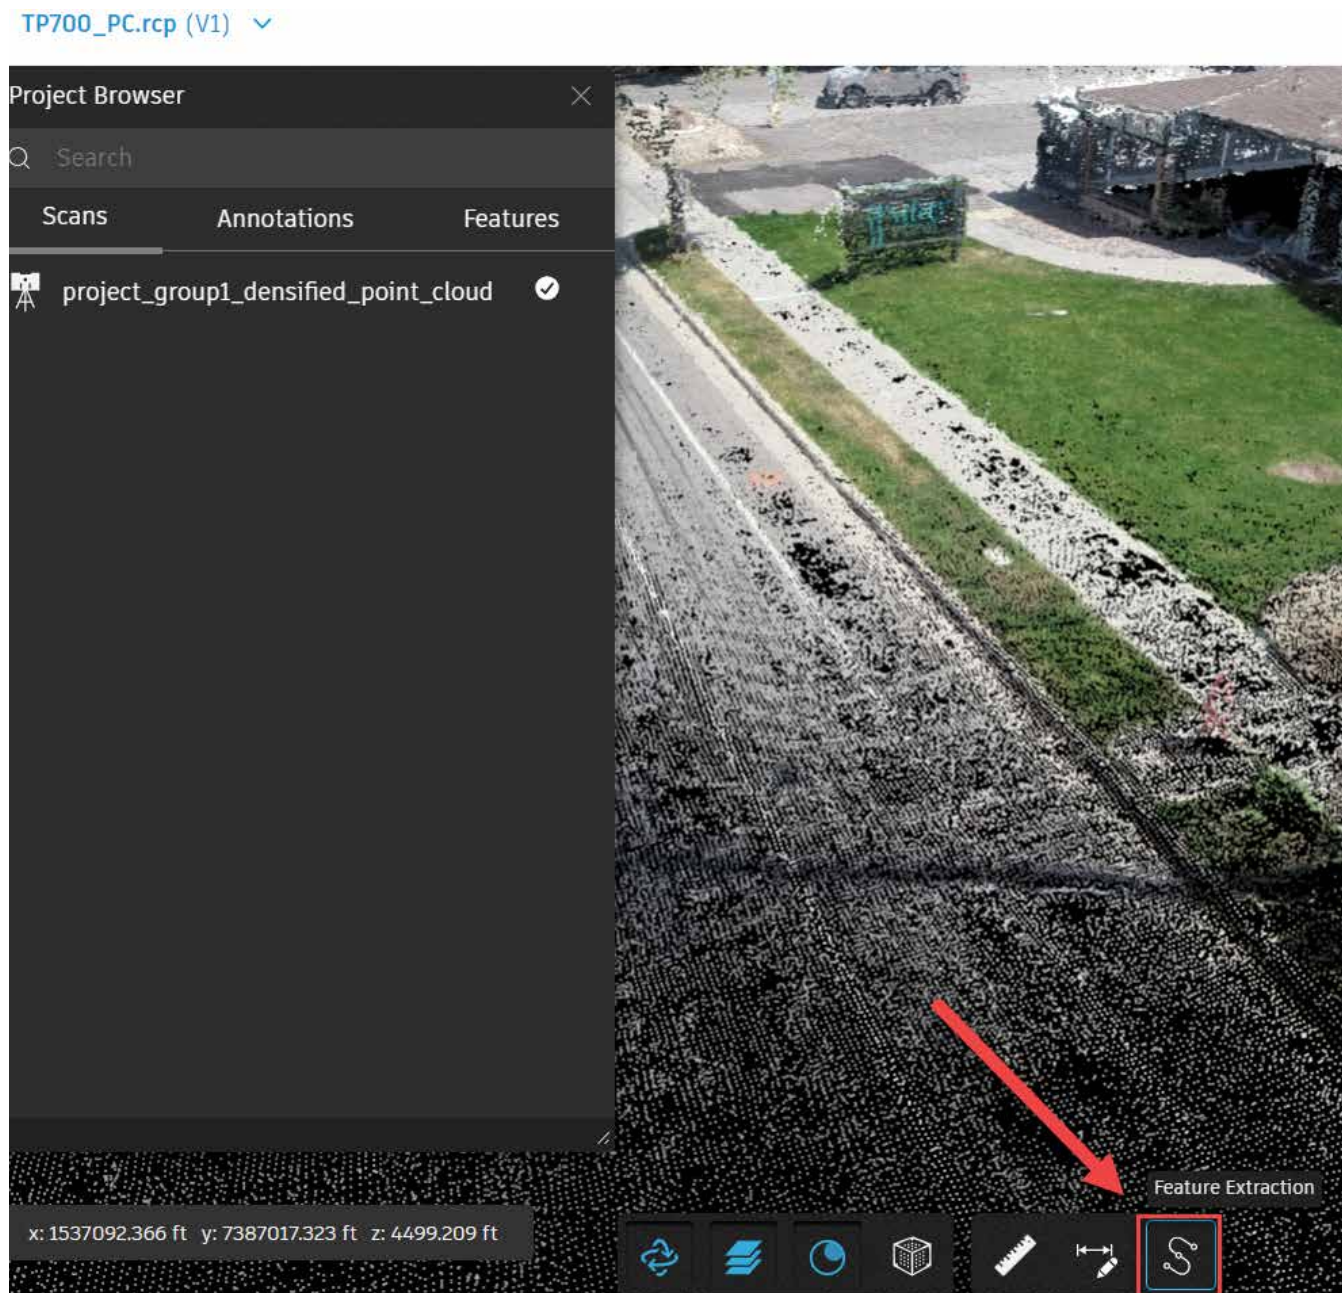 TP700_PC.rcp (V1)
Project Browser
Search
Scans Annotations Features
project_group1_densified_point_cloud
Feature Extraction
x: 1537092.366 ft y: 7387017.323 ft z: 4499.209 ft